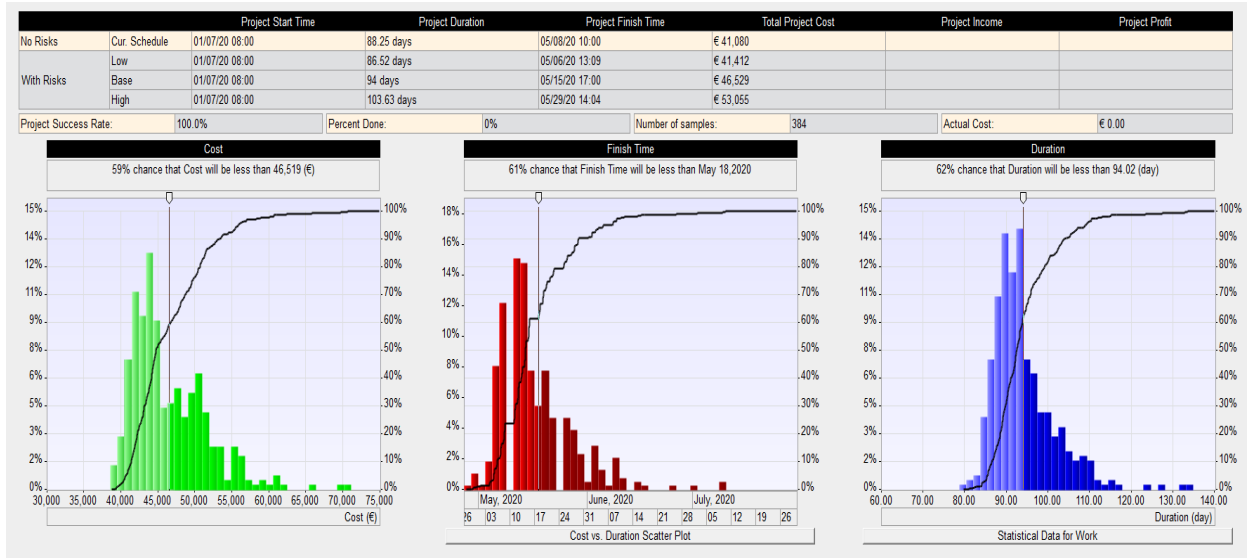 Project Start Time Project Duration Project Finish Time Total Project Cost Project Income Project Profit
No Risks Cur. Schedule 01/07/20 08:00 88.25 days 05/08/20 10:00 € 41,080
Low 01/07/20 08:00 86.52 days 05/06/20 13:09 € 41,412
With Risks Base 01/07/20 08:00 94 days 05/15/20 17:00 € 46,529
High 01/07/20 08:00 103.63 days 05/29/20 14:04 € 53,055
Project Success Rate: 100.0% Percent Done: 0% Number of samples: 384 Actual Cost: € 0.00
Cost
59% chance that Cost will be less than 46,519 (€)
15% 100%
14% 90%
12% 80%
11% 70%
9% 60%
8% 50%
6% 40%
5% 30%
3% 20%
2% 10%
0% 0%
30,000 35,000 40,000 45,000 50,000 55,000 60,000 65,000 70,000 75,000
Cost (€)
Finish Time
61% chance that Finish Time will be less than May 18,2020
18% 100%
16% 90%
14% 80%
12% 70%
10% 60%
8% 50%
6% 40%
4% 30%
2% 20%
0% 10%
0%
May, 2020 June, 2020 July, 2020
26 03 10 17 24 31 07 14 21 28 05 12 19 26
Cost vs. Duration Scatter Plot
Duration
62% chance that Duration will be less than 94.02 (day)
15% 100%
14% 90%
12% 80%
11% 70%
9% 60%
8% 50%
6% 40%
5% 30%
3% 20%
2% 10%
0% 0%
60.00 70.00 80.00 90.00 100.00 110.00 120.00 130.00 140.00
Duration (day)
Statistical Data for Work